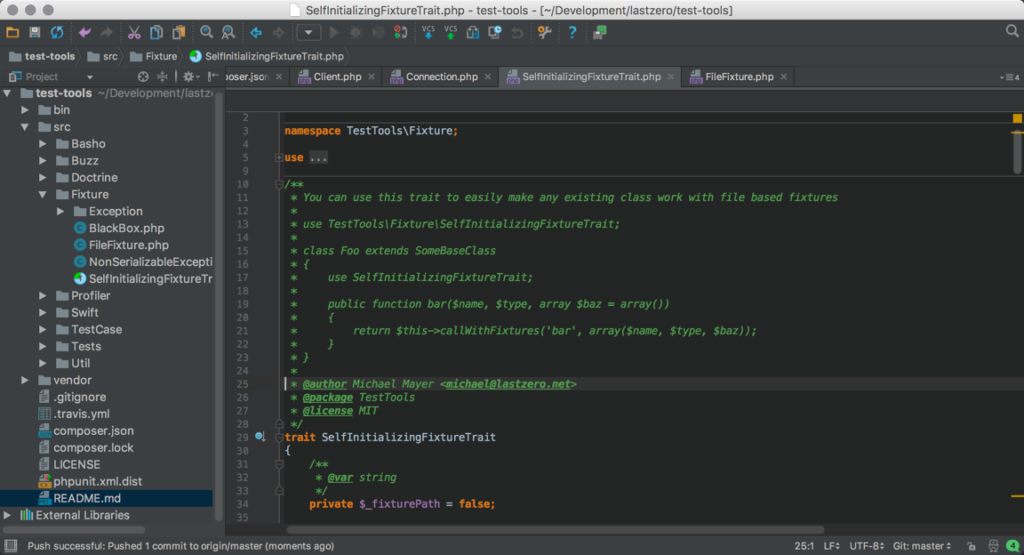 SelfInitializingFixtureTrait.php - test-tools - [~/Development/lastzero/test-tools]
VCS VCS
test-tools src Fixture SelfInitializingFixtureTrait.php
Project
poser.json Client.php Connection.php SelfInitializingFixtureTrait.php FileFixture.php
4
test-tools ~/Development/lastz
bin
src
Basho
Buzz
Doctrine
Fixture
Exception
BlackBox.php
FileFixture.php
NonSerializableExcepti
SelfInitializingFixtureTr
Profiler
Swift
TestCase
Tests
Util
vendor
.gitignore
.travis.yml
composer.json
composer.lock
LICENSE
phpunit.xml.dist
README.md
External Libraries
2
3 namespace TestTools\Fixture;
4
5 use ...
9
10 /**
11 * You can use this trait to easily make any existing class work with file based fixtures
12 *
13 * use TestTools\Fixture\SelfInitializingFixtureTrait;
14 *
15 * class Foo extends SomeBaseClass
16 * {
17 *     use SelfInitializingFixtureTrait;
18 *
19 *     public function bar($name, $type, array $baz = array())
20 *     {
21 *         return $this->callWithFixtures('bar', array($name, $type, $baz));
22 *     }
23 * }
24 *
25 * @author Michael Mayer <michael@lastzero.net>
26 * @package TestTools
27 * @license MIT
28 */
29 trait SelfInitializingFixtureTrait
30 {
31     /**
32      * @var string
33      */
34     private $_fixturePath = false;
35
Push successful: Pushed 1 commit to origin/master (moments ago) 25:1 LF UTF-8 Git: master 4